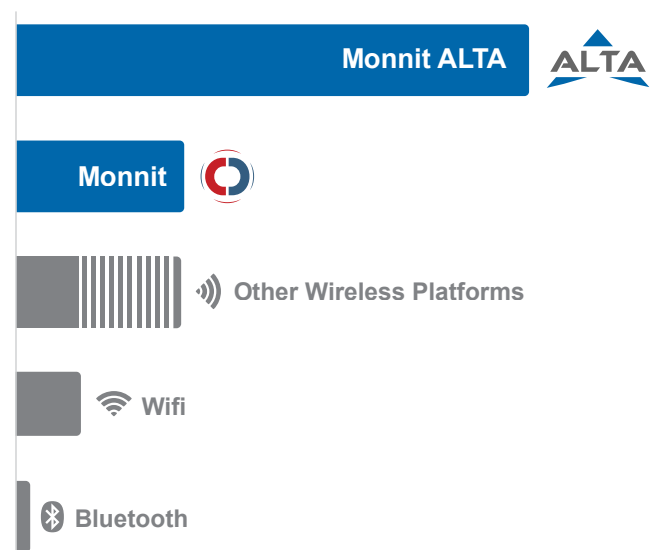 Monnit ALTA
ALTA
Monnit
Other Wireless Platforms
Wifi
Bluetooth